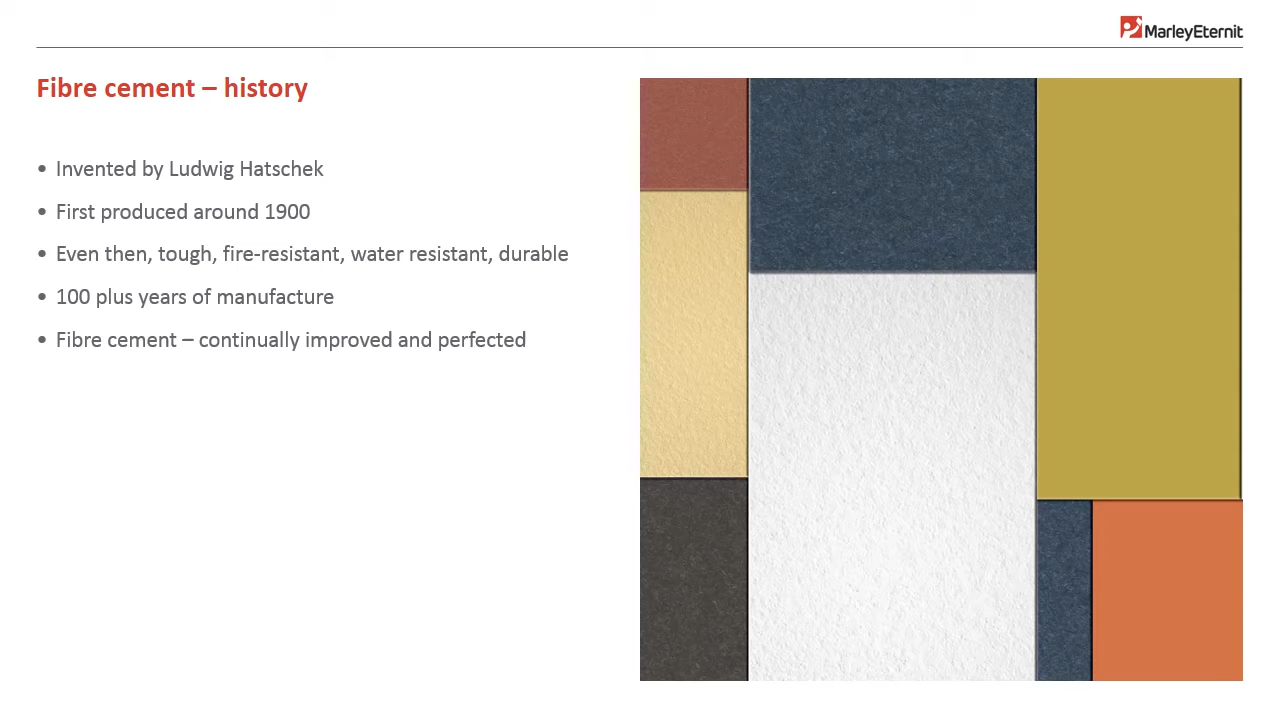 MarleyEternit
Fibre cement – history
• Invented by Ludwig Hatschek
• First produced around 1900
• Even then, tough, fire-resistant, water resistant, durable
• 100 plus years of manufacture
• Fibre cement – continually improved and perfected